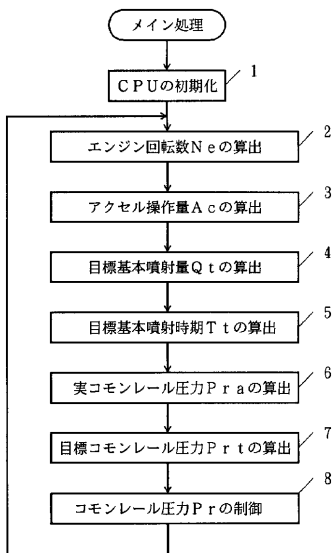 メイン処理
1
CPUの初期化
2
エンジン回転数Neの算出
3
アクセル操作量Acの算出
4
目標基本噴射量Qtの算出
5
目標基本噴射時期Ttの算出
6
実コモンレール圧力Praの算出
7
目標コモンレール圧力Prtの算出
8
コモンレール圧力Prの制御